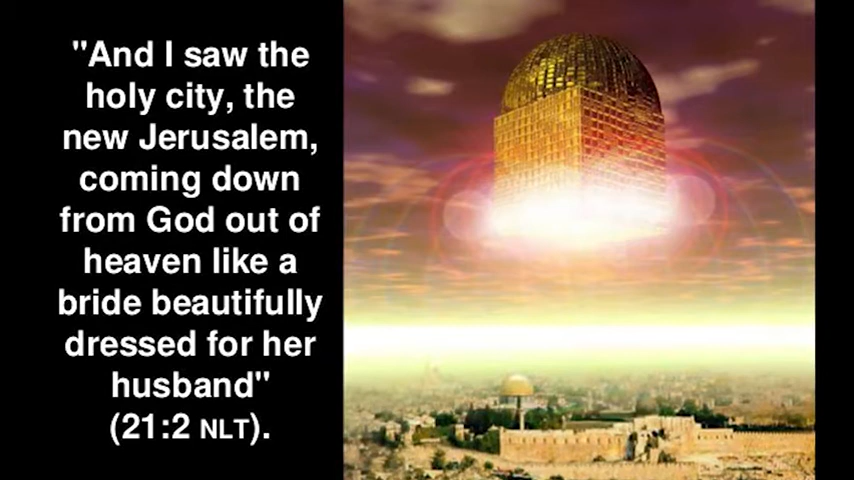 "And I saw the
holy city, the
new Jerusalem,
coming down
from God out of
heaven like a
bride beautifully
dressed for her
husband"
(21:2 NLT).